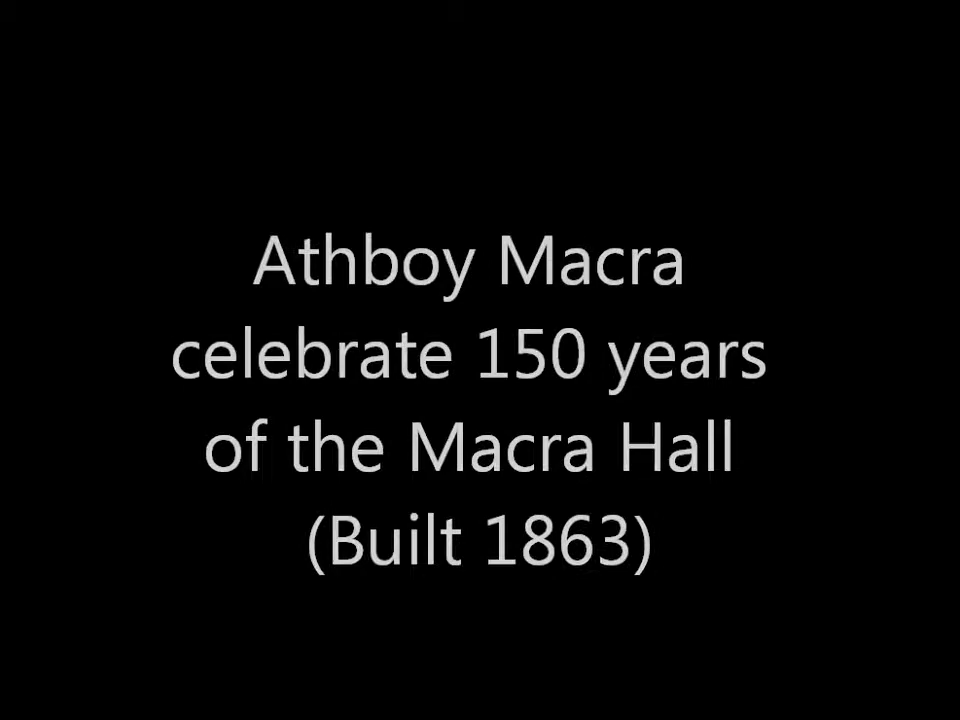 Athboy Macra
celebrate 150 years
of the Macra Hall
(Built 1863)